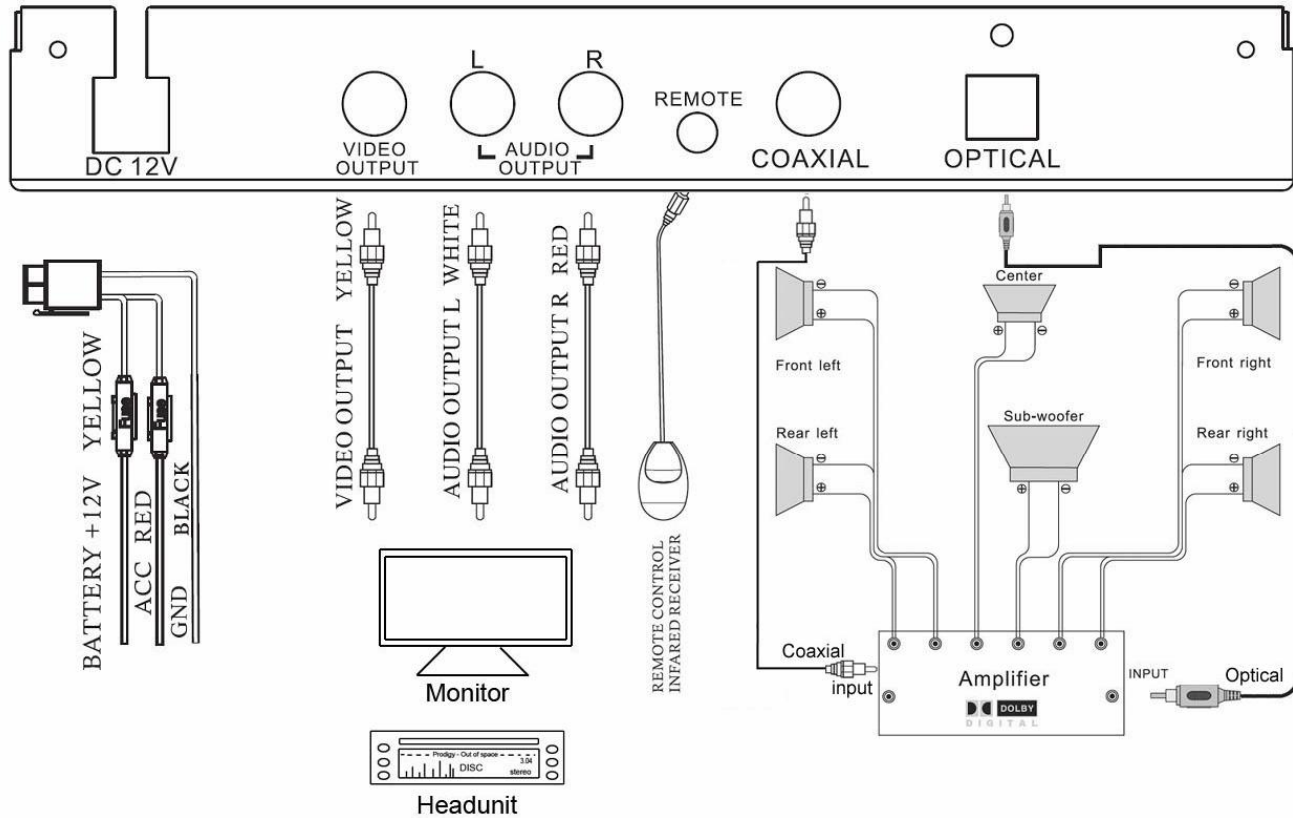 L
R
REMOTE
DC 12V
VIDEO
OUTPUT
AUDIO
OUTPUT
COAXIAL
OPTICAL
BATTERY +12V YELLOW
ACC RED
GND BLACK
Fuse
Fuse
VIDEO OUTPUT YELLOW
AUDIO OUTPUT L WHITE
AUDIO OUTPUT R RED
REMOTE CONTROL
INFARED RECEIVER
Monitor
Prodigy - Out of space
3.04
DISC
stereo
Headunit
Center
Front left
Front right
Sub-woofer
Rear left
Rear right
Coaxial
input
Amplifier
DOLBY
DIGITAL
INPUT
Optical